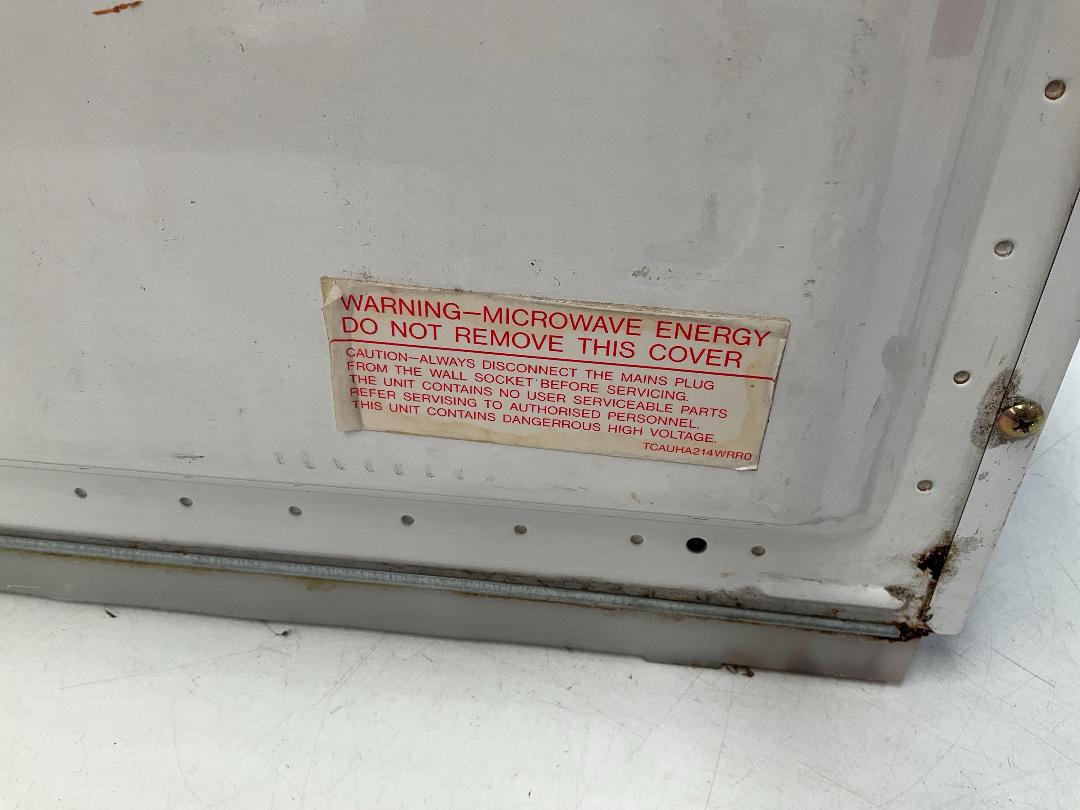 WARNING—MICROWAVE ENERGY
DO NOT REMOVE THIS COVER
CAUTION—ALWAYS DISCONNECT THE MAINS PLUG
FROM THE WALL SOCKET BEFORE SERVICING.
THE UNIT CONTAINS NO USER SERVICEABLE PARTS
REFER SERVISING TO AUTHORISED PERSONNEL.
THIS UNIT CONTAINS DANGERROUS HIGH VOLTAGE.
TCAUHA214WRR0